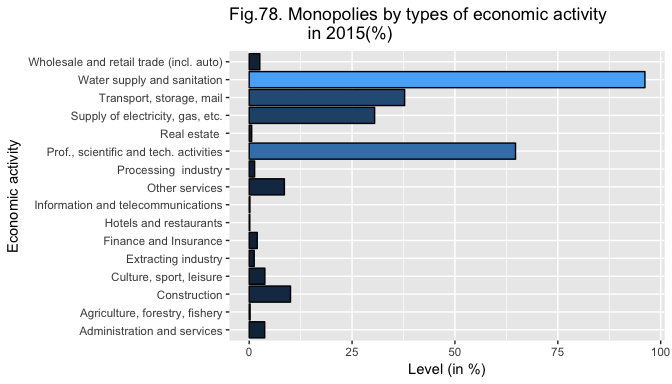 Fig.78. Monopolies by types of economic activity
in 2015(%)
Wholesale and retail trade (incl. auto)
Water supply and sanitation
Transport, storage, mail
Supply of electricity, gas, etc.
Real estate
Prof., scientific and tech. activities
Processing  industry
Other services
Information and telecommunications
Hotels and restaurants
Finance and Insurance
Extracting industry
Culture, sport, leisure
Construction
Agriculture, forestry, fishery
Administration and services
Economic activity
0 25 50 75 100
Level (in %)